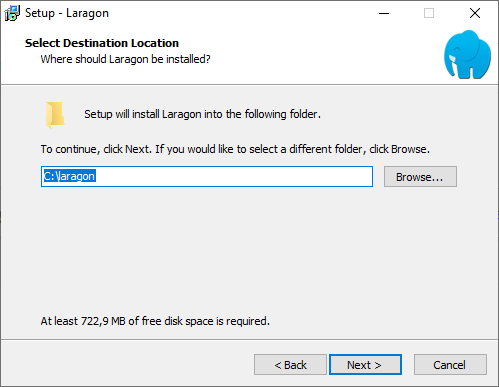 Setup - Laragon
Select Destination Location
Where should Laragon be installed?
Setup will install Laragon into the following folder.
To continue, click Next. If you would like to select a different folder, click Browse.
C:\laragon
Browse...
At least 722,9 MB of free disk space is required.
< Back
Next >
Cancel